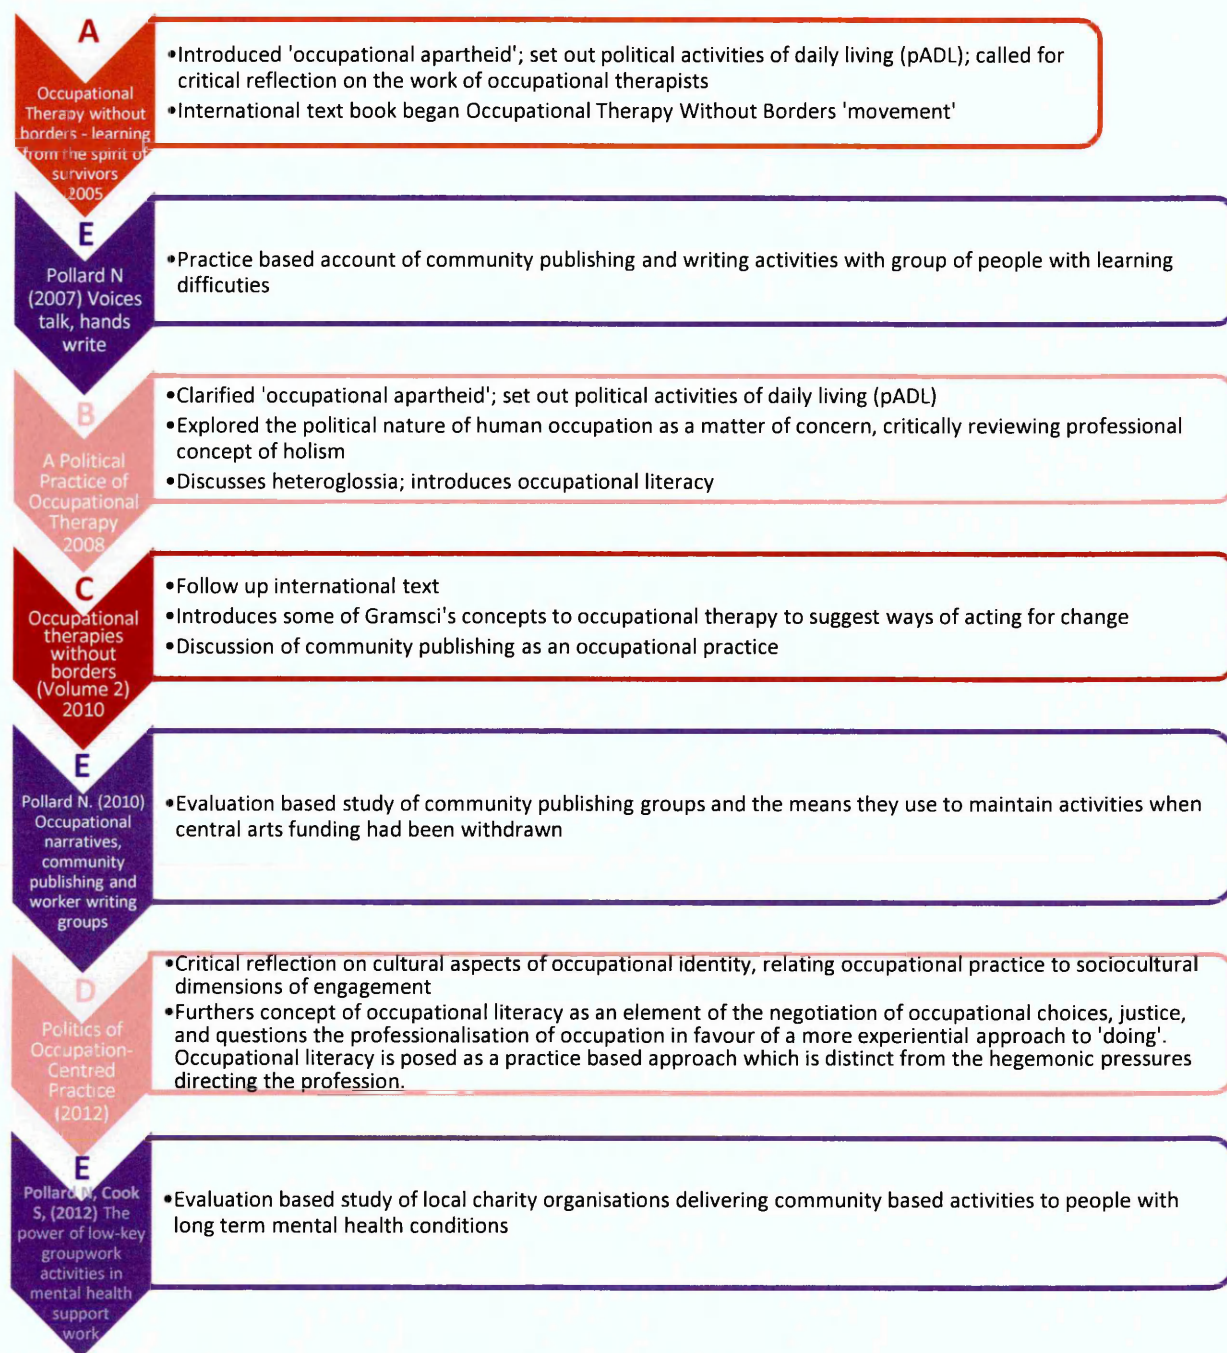 A
Occupational
Therapy without
borders - learning
from the spirit of
survivors
2005
•Introduced 'occupational apartheid'; set out political activities of daily living (pADL); called for
critical reflection on the work of occupational therapists
•International text book began Occupational Therapy Without Borders 'movement'
E
Pollard N
(2007) Voices
talk, hands
write
•Practice based account of community publishing and writing activities with group of people with learning
difficuties
B
A Political
Practice of
Occupational
Therapy
2008
•Clarified 'occupational apartheid'; set out political activities of daily living (pADL)
•Explored the political nature of human occupation as a matter of concern, critically reviewing professional
concept of holism
•Discusses heteroglossia; introduces occupational literacy
C
Occupational
therapies
without
borders
(Volume 2)
2010
•Follow up international text
•Introduces some of Gramsci's concepts to occupational therapy to suggest ways of acting for change
•Discussion of community publishing as an occupational practice
E
Pollard N. (2010)
Occupational
narratives,
community
publishing and
worker writing
groups
•Evaluation based study of community publishing groups and the means they use to maintain activities when
central arts funding had been withdrawn
D
Politics of
Occupation-
Centred
Practice
(2012)
•Critical reflection on cultural aspects of occupational identity, relating occupational practice to sociocultural
dimensions of engagement
•Furthers concept of occupational literacy as an element of the negotiation of occupational choices, justice,
and questions the professionalisation of occupation in favour of a more experiential approach to 'doing'.
Occupational literacy is posed as a practice based approach which is distinct from the hegemonic pressures
directing the profession.
E
Pollard N, Cook
S, (2012) The
power of low-key
groupwork
activities in
mental health
support
work
•Evaluation based study of local charity organisations delivering community based activities to people with
long term mental health conditions